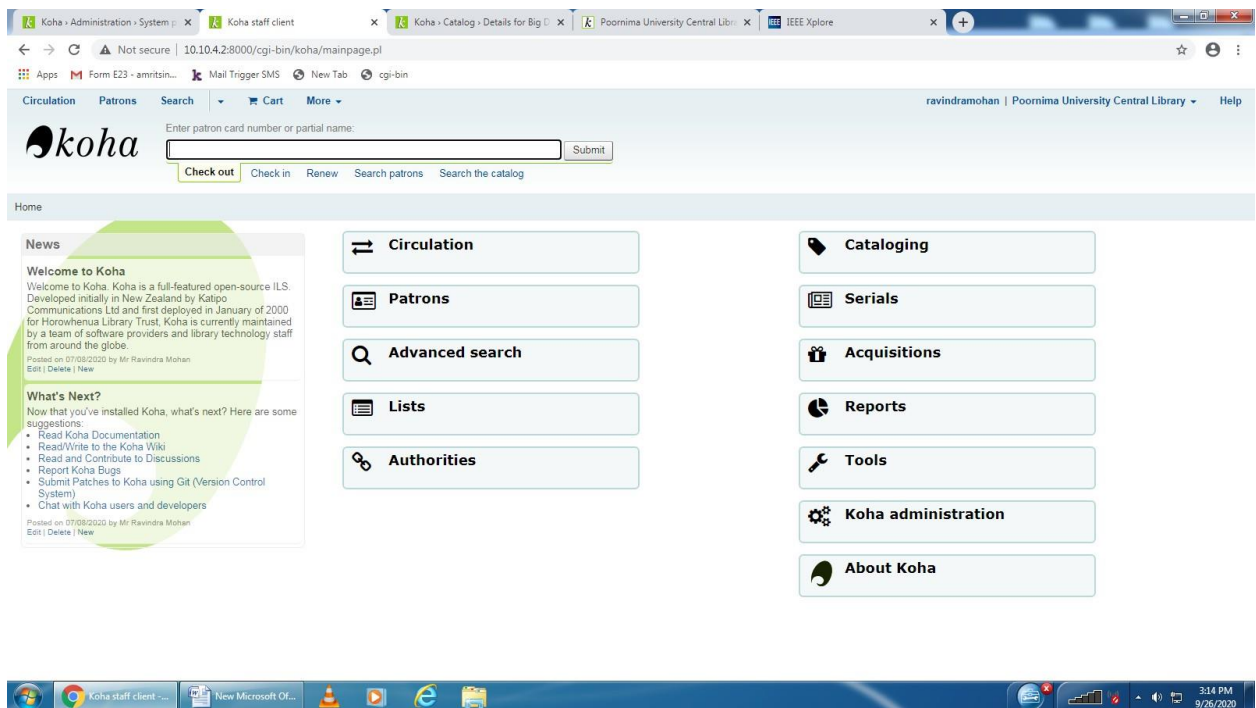 Koha › Administration › System p
Koha staff client
Koha › Catalog › Details for Big D
Poornima University Central Libr
IEEE Xplore
Not secure | 10.10.4.2:8000/cgi-bin/koha/mainpage.pl
Apps Form E23 - amritsin... Mail Trigger SMS New Tab cgi-bin
Circulation Patrons Search Cart More ravindramohan | Poornima University Central Library Help
koha
Enter patron card number or partial name:
Submit
Check out Check in Renew Search patrons Search the catalog
Home
News
Welcome to Koha
Welcome to Koha. Koha is a full-featured open-source ILS.
Developed initially in New Zealand by Katipo
Communications Ltd and first deployed in January of 2000
for Horowhenua Library Trust, Koha is currently maintained
by a team of software providers and library technology staff
from around the globe.
Posted on 07/08/2020 by Mr Ravindra Mohan
Edit | Delete | New
What's Next?
Now that you've installed Koha, what's next? Here are some
suggestions:
• Read Koha Documentation
• Read/Write to the Koha Wiki
• Read and Contribute to Discussions
• Report Koha Bugs
• Submit Patches to Koha using Git (Version Control
System)
• Chat with Koha users and developers
Posted on 07/08/2020 by Mr Ravindra Mohan
Edit | Delete | New
Circulation
Patrons
Advanced search
Lists
Authorities
Cataloging
Serials
Acquisitions
Reports
Tools
Koha administration
About Koha
Koha staff client -... New Microsoft Of...
3:14 PM
9/26/2020